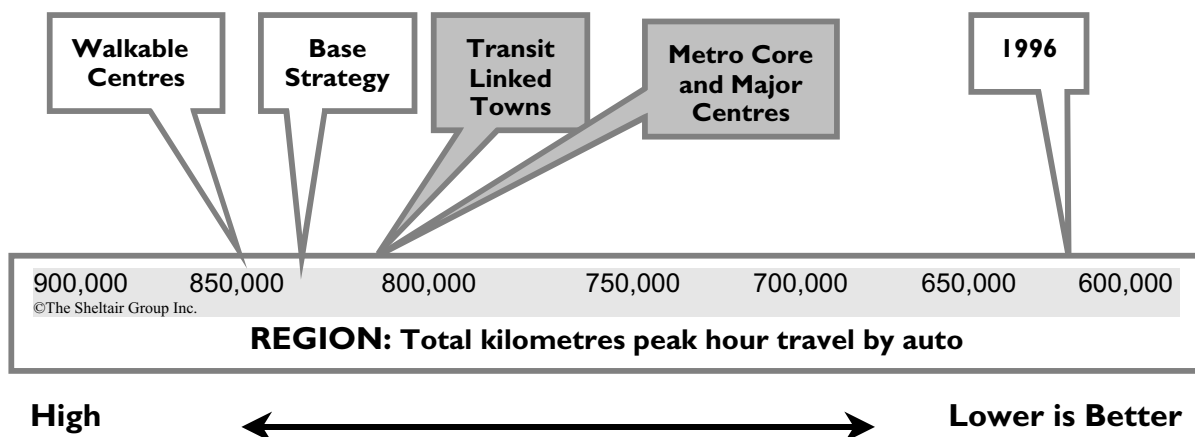 Walkable
Centres
Base
Strategy
Transit
Linked
Towns
Metro Core
and Major
Centres
1996
900,000 850,000 800,000 750,000 700,000 650,000 600,000
©The Sheltair Group Inc.
REGION: Total kilometres peak hour travel by auto
High Lower is Better